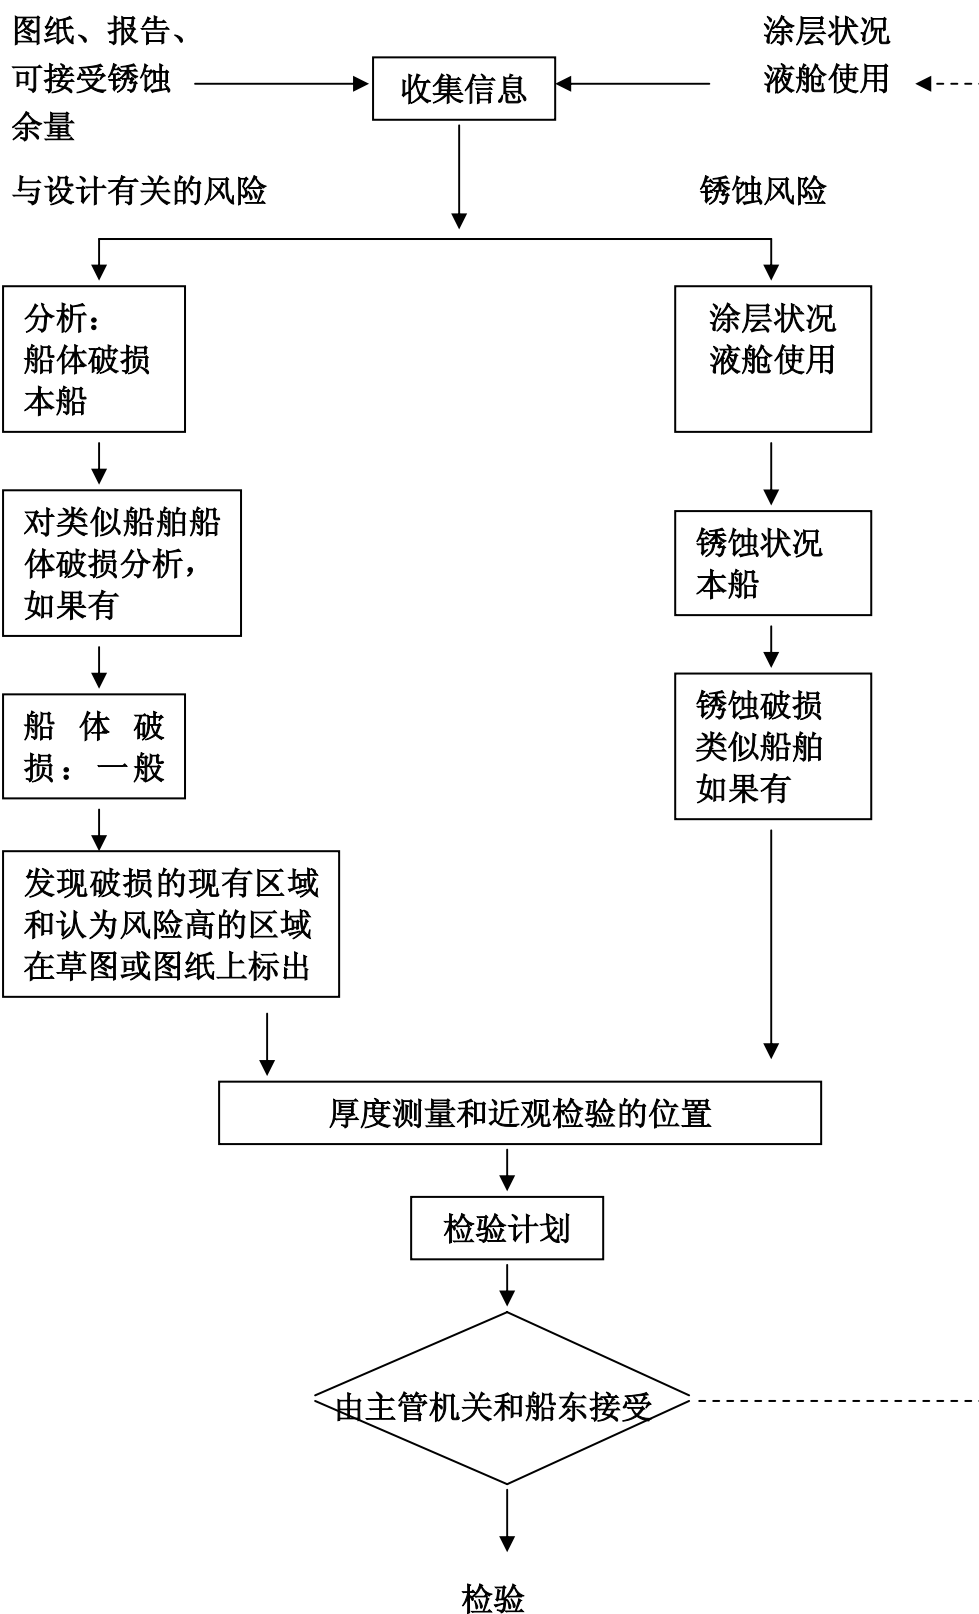 图纸、报告、
可接受锈蚀
余量
收集信息
涂层状况
液舱使用
与设计有关的风险
锈蚀风险
分析：
船体破损
本船
对类似船舶船
体破损分析，
如果有
船 体 破
损：一般
发现破损的现有区域
和认为风险高的区域
在草图或图纸上标出
涂层状况
液舱使用
锈蚀状况
本船
锈蚀破损
类似船舶
如果有
厚度测量和近观检验的位置
检验计划
由主管机关和船东接受
检验